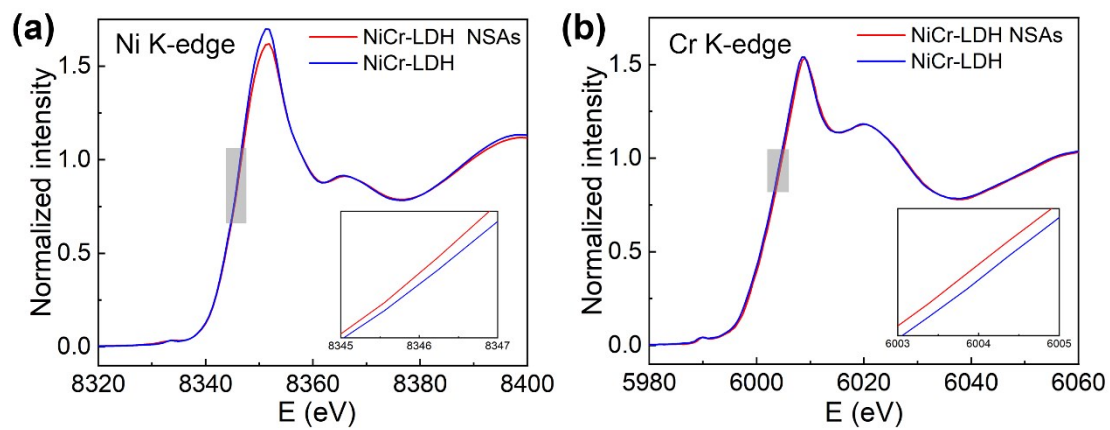 (a)
Ni K-edge
NiCr-LDH NSAs
NiCr-LDH
Normalized intensity
1.5
1.0
0.5
0.0
8345 8346 8347
8320 8340 8360 8380 8400
E (eV)
(b)
Cr K-edge
NiCr-LDH NSAs
NiCr-LDH
Normalized intensity
1.5
1.0
0.5
0.0
6003 6004 6005
5980 6000 6020 6040 6060
E (eV)